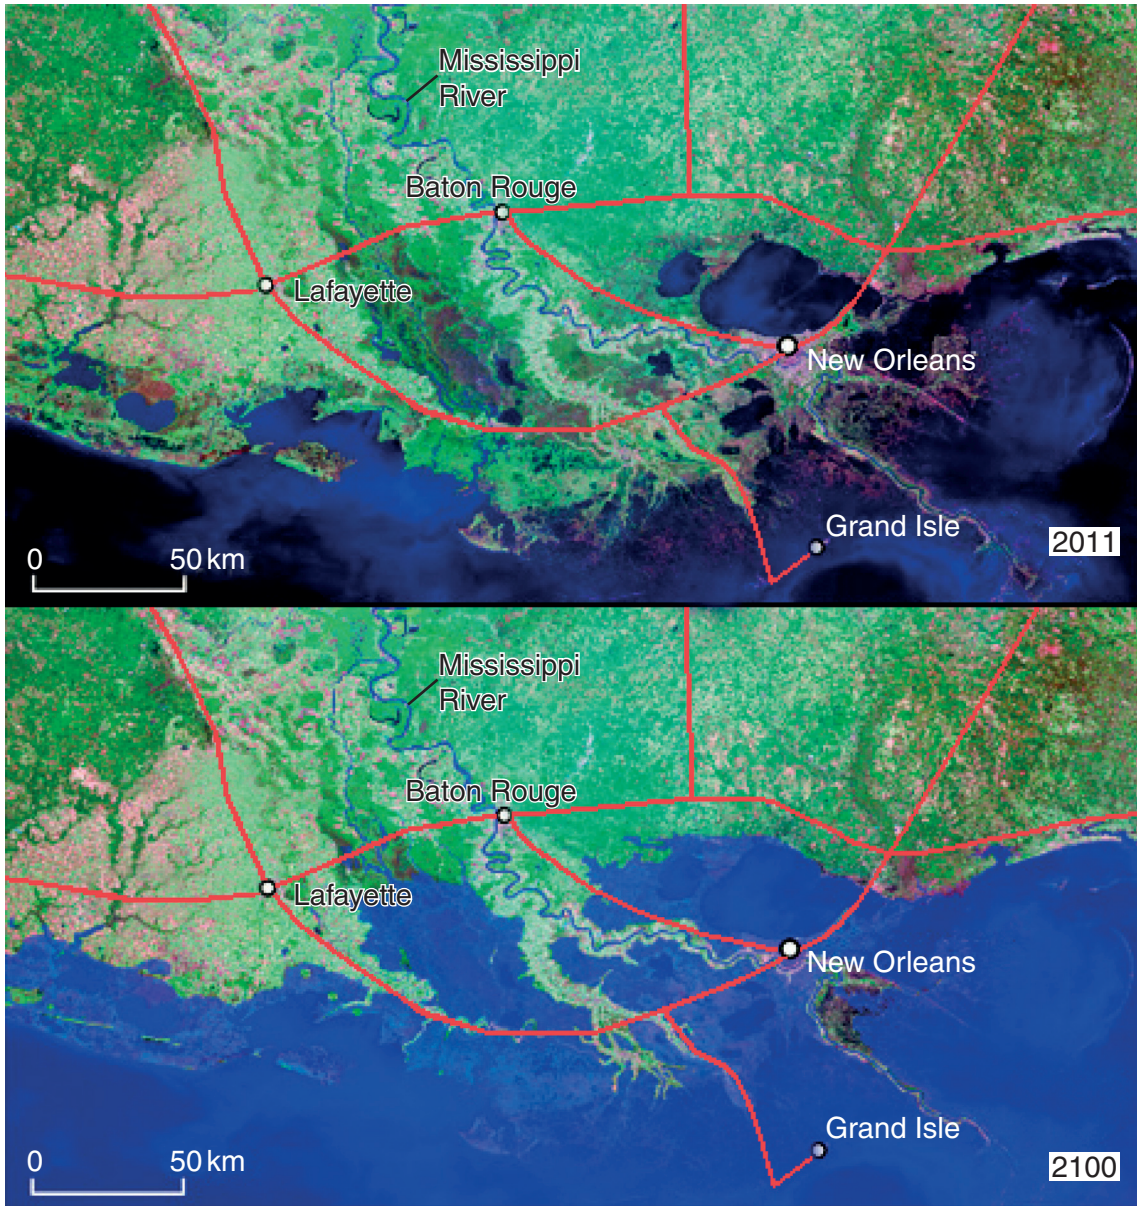 Mississippi
River
Baton Rouge
Lafayette
New Orleans
Grand Isle
2011
0 50 km
Mississippi
River
Baton Rouge
Lafayette
New Orleans
Grand Isle
2100
0 50 km